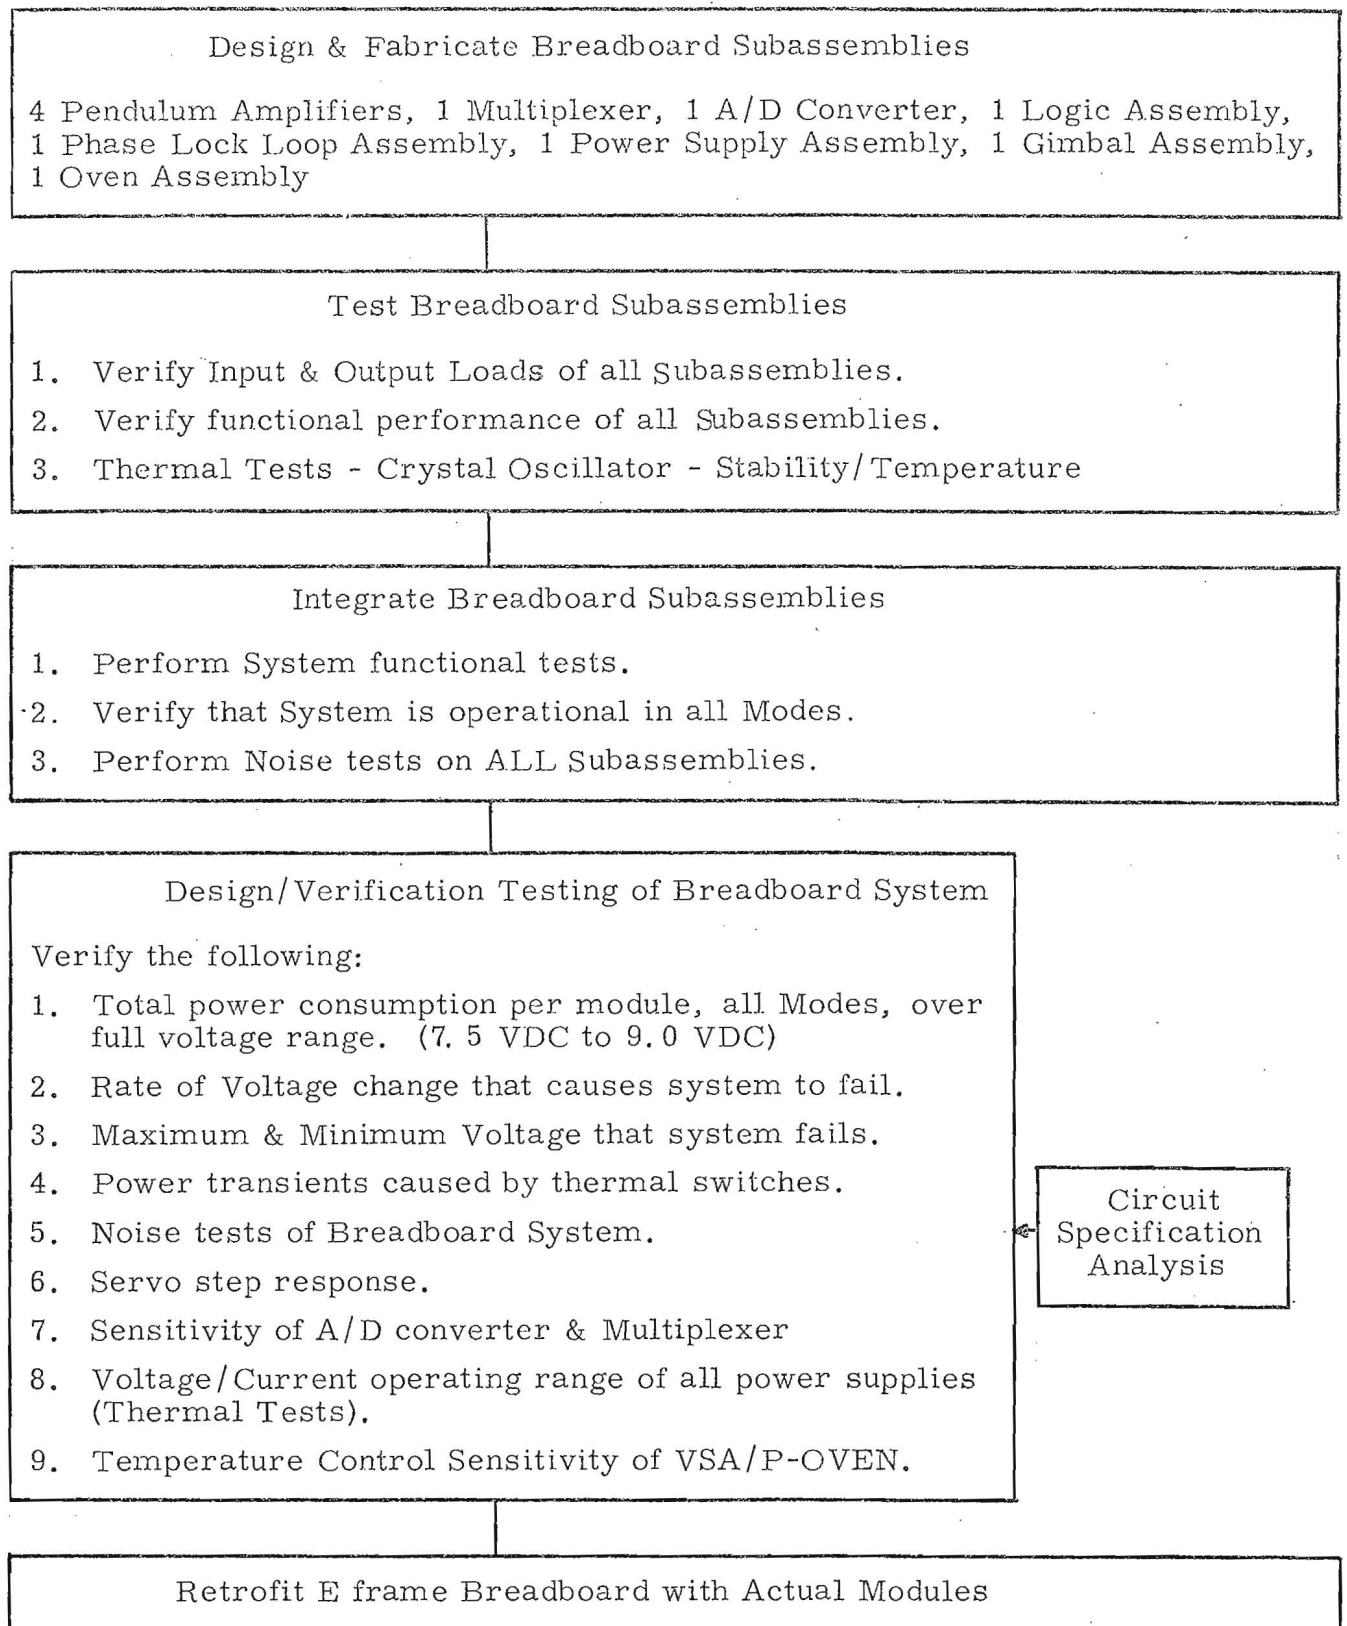 Design & Fabricate Breadboard Subassemblies
4 Pendulum Amplifiers, 1 Multiplexer, 1 A/D Converter, 1 Logic Assembly,
1 Phase Lock Loop Assembly, 1 Power Supply Assembly, 1 Gimbal Assembly,
1 Oven Assembly
Test Breadboard Subassemblies
1. Verify Input & Output Loads of all Subassemblies.
2. Verify functional performance of all Subassemblies.
3. Thermal Tests - Crystal Oscillator - Stability/Temperature
Integrate Breadboard Subassemblies
1. Perform System functional tests.
2. Verify that System is operational in all Modes.
3. Perform Noise tests on ALL Subassemblies.
Design/Verification Testing of Breadboard System
Verify the following:
1. Total power consumption per module, all Modes, over
full voltage range. (7.5 VDC to 9.0 VDC)
2. Rate of Voltage change that causes system to fail.
3. Maximum & Minimum Voltage that system fails.
4. Power transients caused by thermal switches.
5. Noise tests of Breadboard System.
6. Servo step response.
7. Sensitivity of A/D converter & Multiplexer
8. Voltage/Current operating range of all power supplies
(Thermal Tests).
9. Temperature Control Sensitivity of VSA/P-OVEN.
Circuit
Specification
Analysis
Retrofit E frame Breadboard with Actual Modules